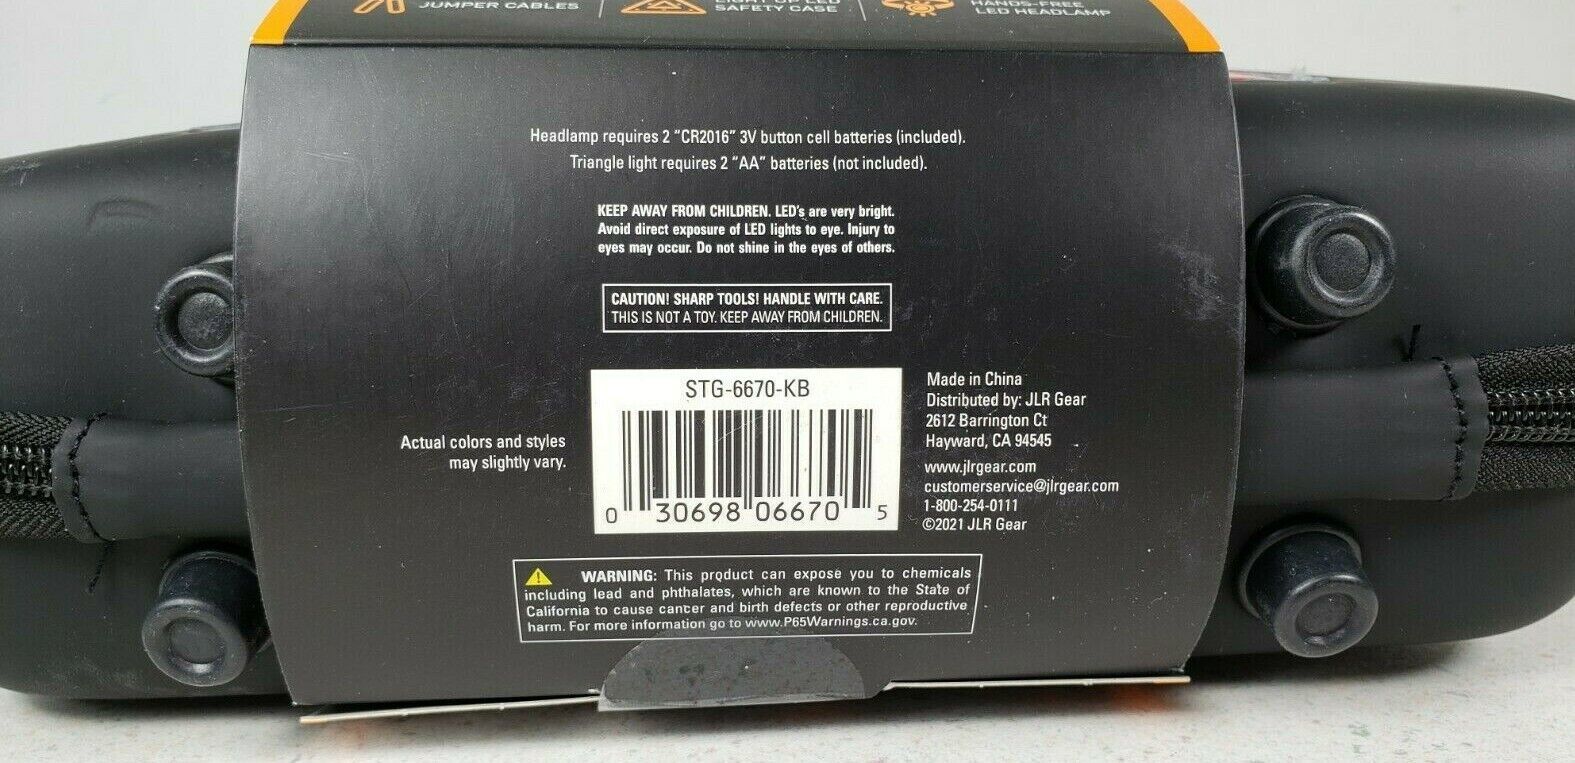 JUMPER CABLES
LIGHT UP LED
SAFETY CASE
HANDS-FREE
LED HEADLAMP
Headlamp requires 2 "CR2016" 3V button cell batteries (included).
Triangle light requires 2 "AA" batteries (not included).
KEEP AWAY FROM CHILDREN. LED's are very bright.
Avoid direct exposure of LED lights to eye. Injury to
eyes may occur. Do not shine in the eyes of others.
CAUTION! SHARP TOOLS! HANDLE WITH CARE.
THIS IS NOT A TOY. KEEP AWAY FROM CHILDREN.
Actual colors and styles
may slightly vary.
STG-6670-KB
0 30698 06670 5
Made in China
Distributed by: JLR Gear
2612 Barrington Ct
Hayward, CA 94545
www.jlrgear.com
customerservice@jlrgear.com
1-800-254-0111
©2021 JLR Gear
WARNING: This product can expose you to chemicals
including lead and phthalates, which are known to the State of
California to cause cancer and birth defects or other reproductive
harm. For more information go to www.P65Warnings.ca.gov.